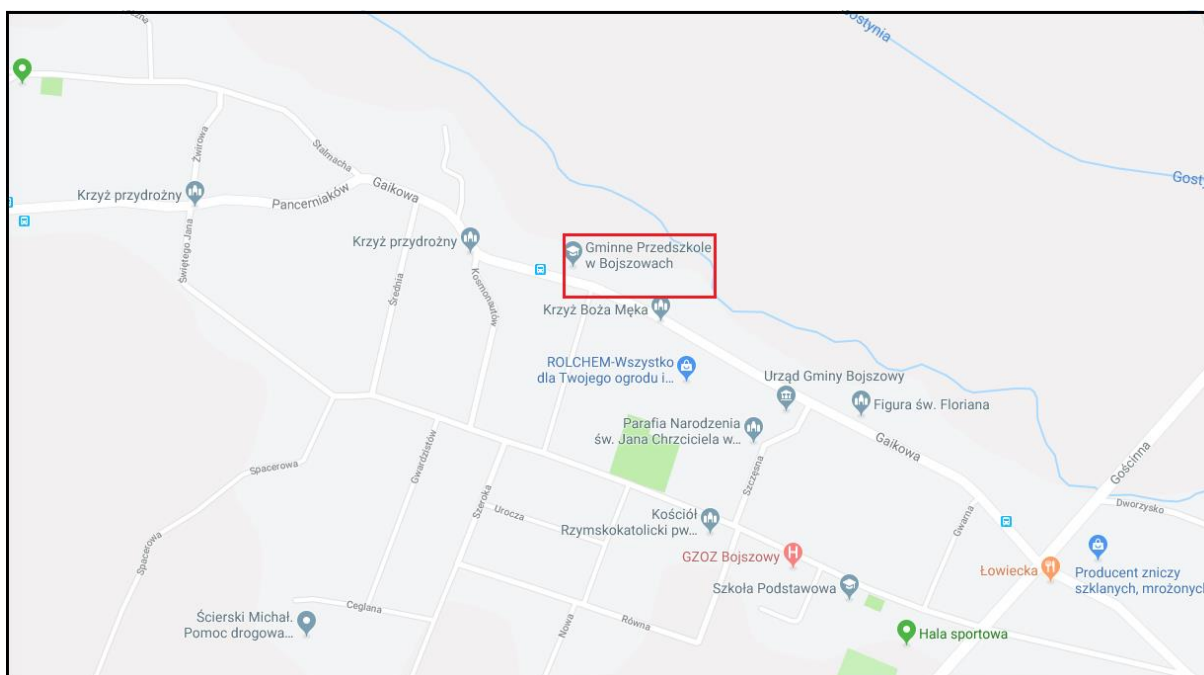 zna
ostynia
Żwirowa
Stalmacha
Gosty
Krzyż przydrożny
Pancerniaków
Gaikowa
Świętego Jana
Krzyż przydrożny
Średnia
Kosmonautów
Gminne Przedszkole
w Bojszowach
Krzyż Boża Męka
ROLCHEM-Wszystko
dla Twojego ogrodu i...
Urząd Gminy Bojszowy
Figura św. Floriana
Parafia Narodzenia
św. Jana Chrzciciela w...
Gaikowa
Gościnna
Gwardzistów
Spacerowa
Szczęsna
Szeroka
Urocza
Kościół
Rzymskokatolicki pw...
Gwarna
Dworzysko
GZOZ Bojszowy
Łowiecka
Producent zniczy
szklanych, mrożonych
Spacerowa
Szkoła Podstawowa
Ceglana
Ścierski Michał.
Pomoc drogowa...
Nowa
Równa
Hala sportowa